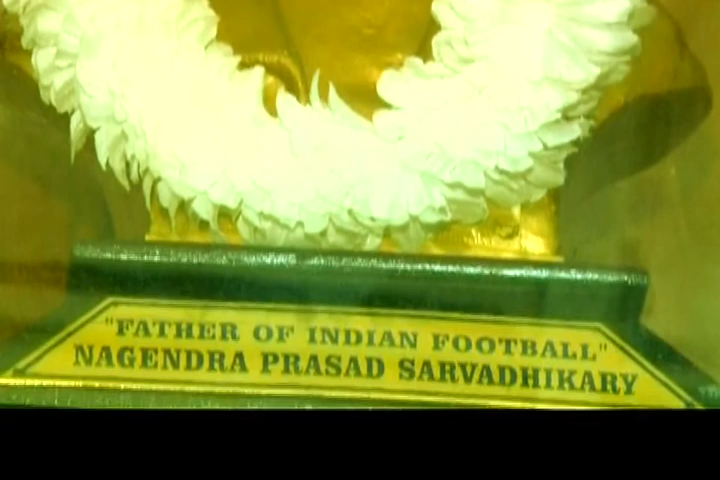 "FATHER OF INDIAN FOOTBALL"
NAGENDRA PRASAD SARVADHIKARY